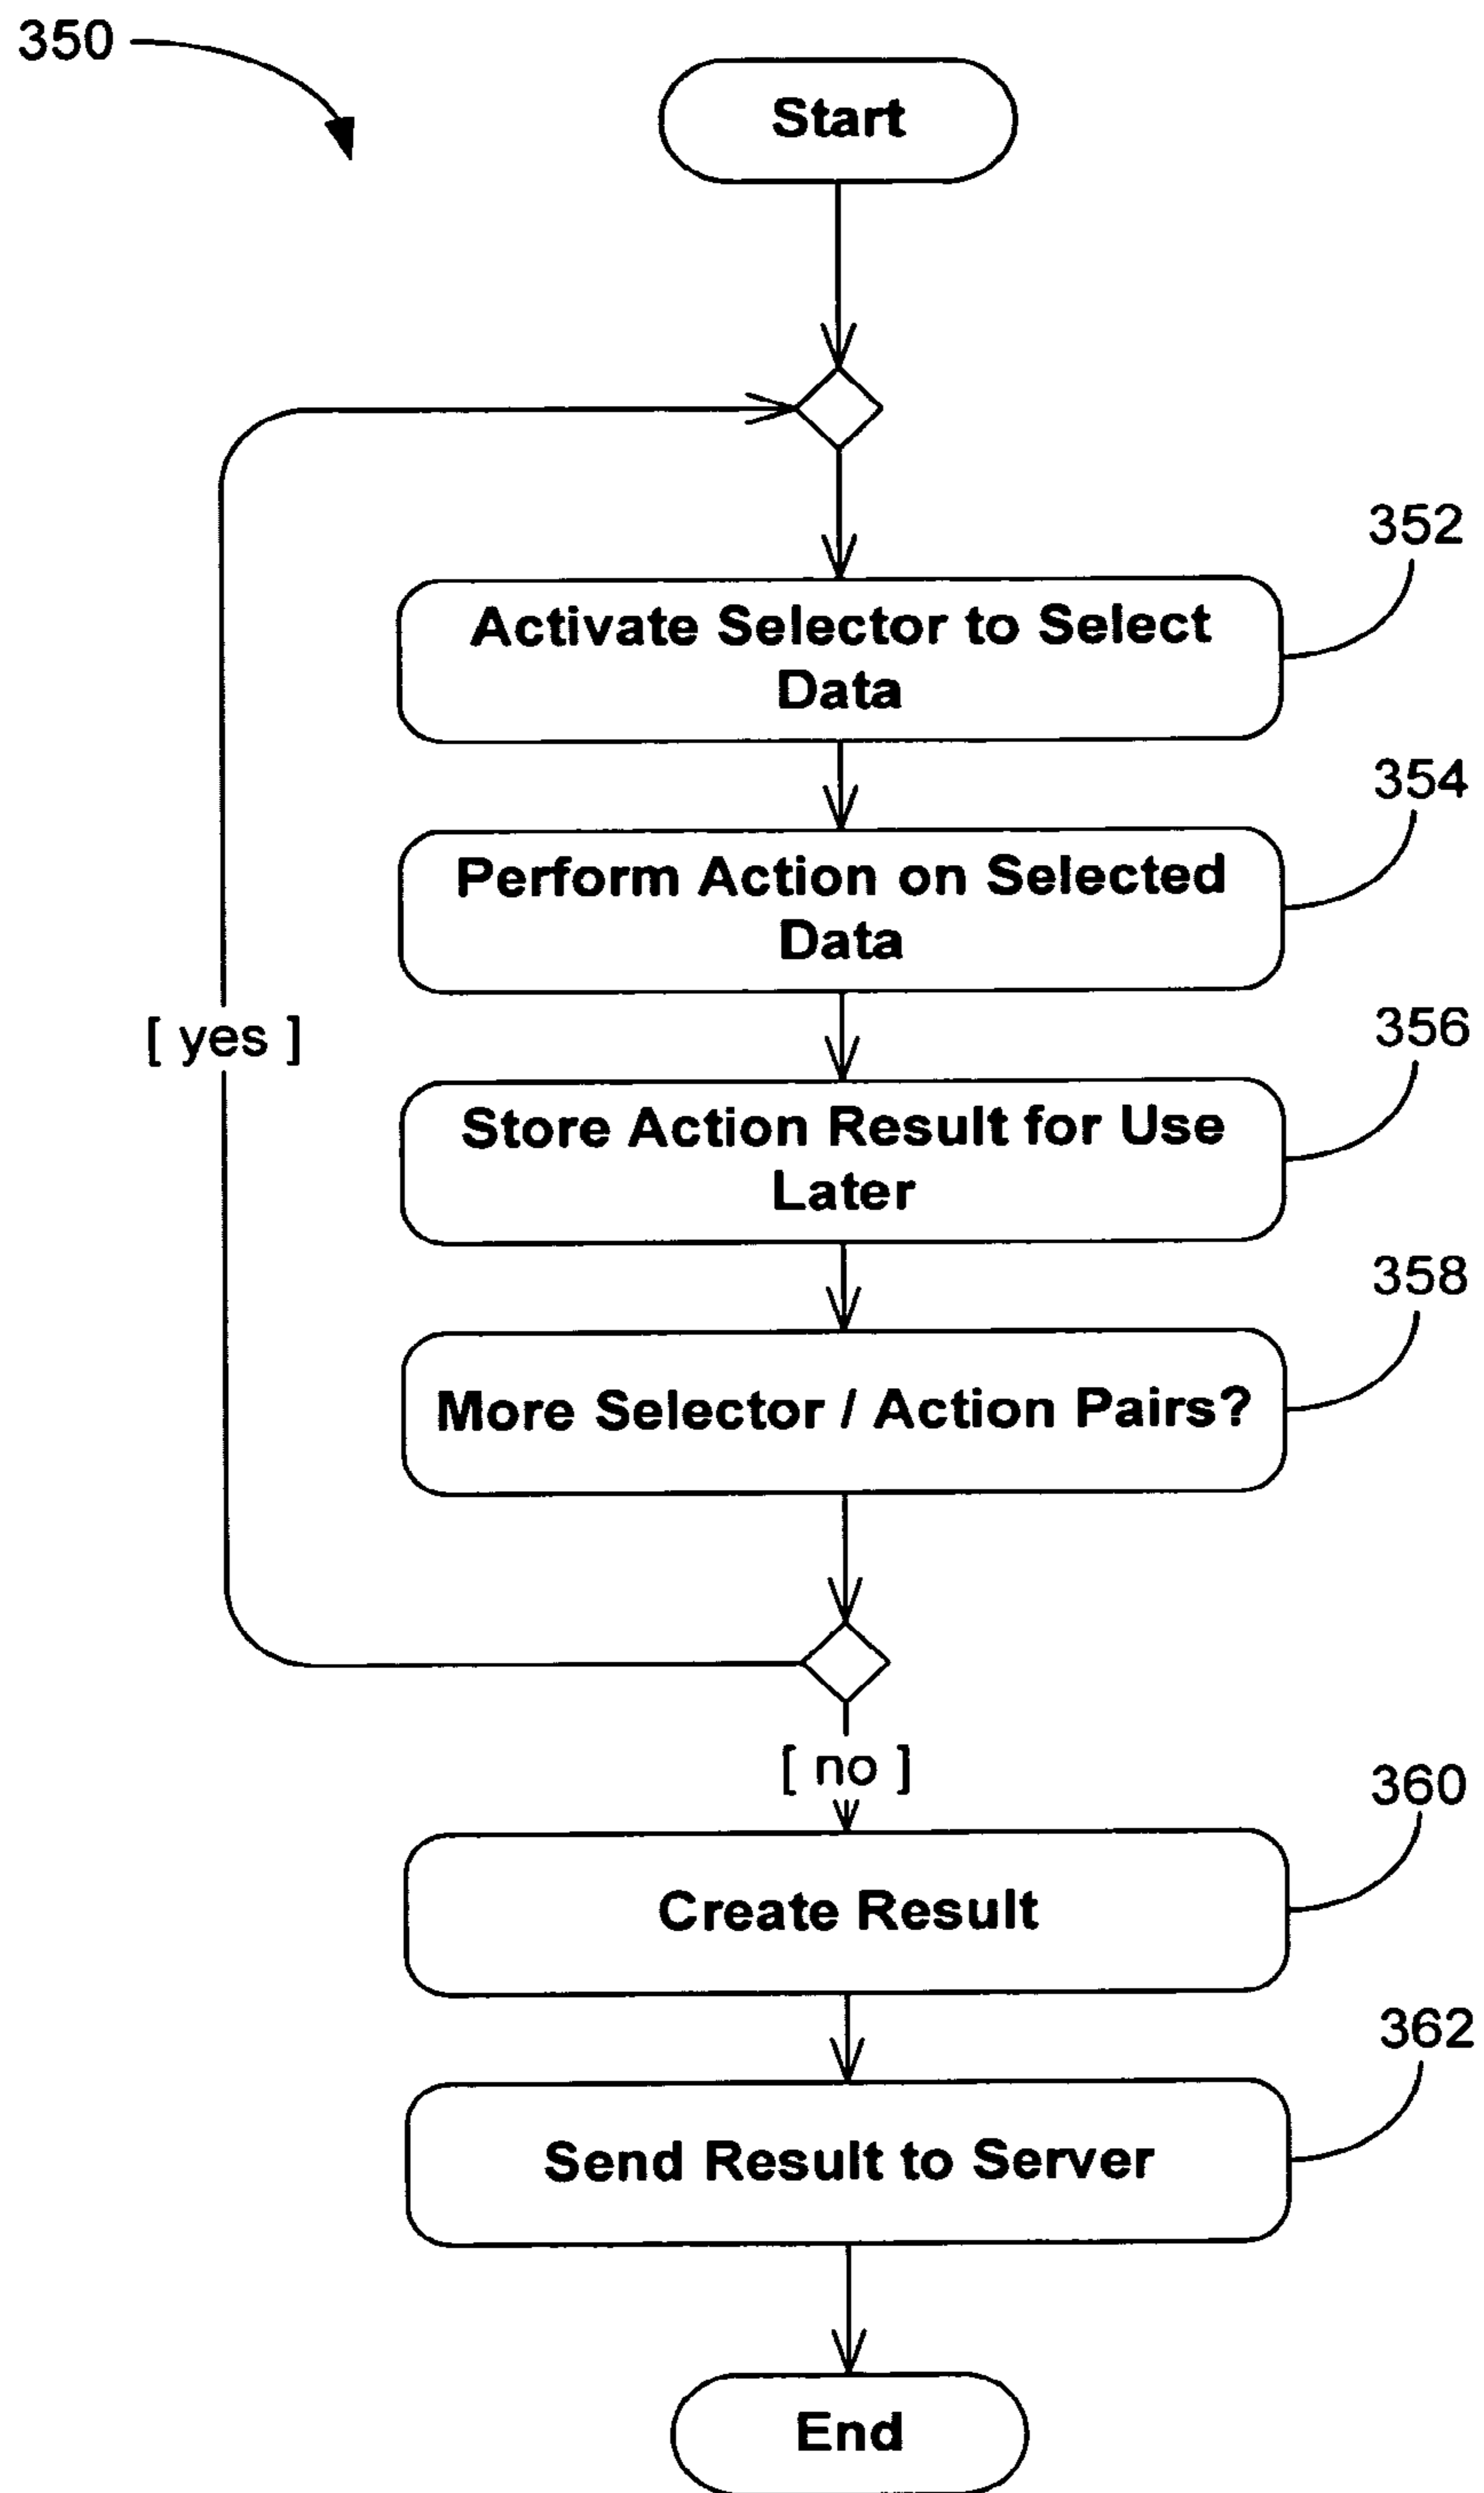 350
Start
352
Activate Selector to Select
Data
354
Perform Action on Selected
Data
[ yes ]
356
Store Action Result for Use
Later
358
More Selector / Action Pairs?
[ no ]
360
Create Result
362
Send Result to Server
End